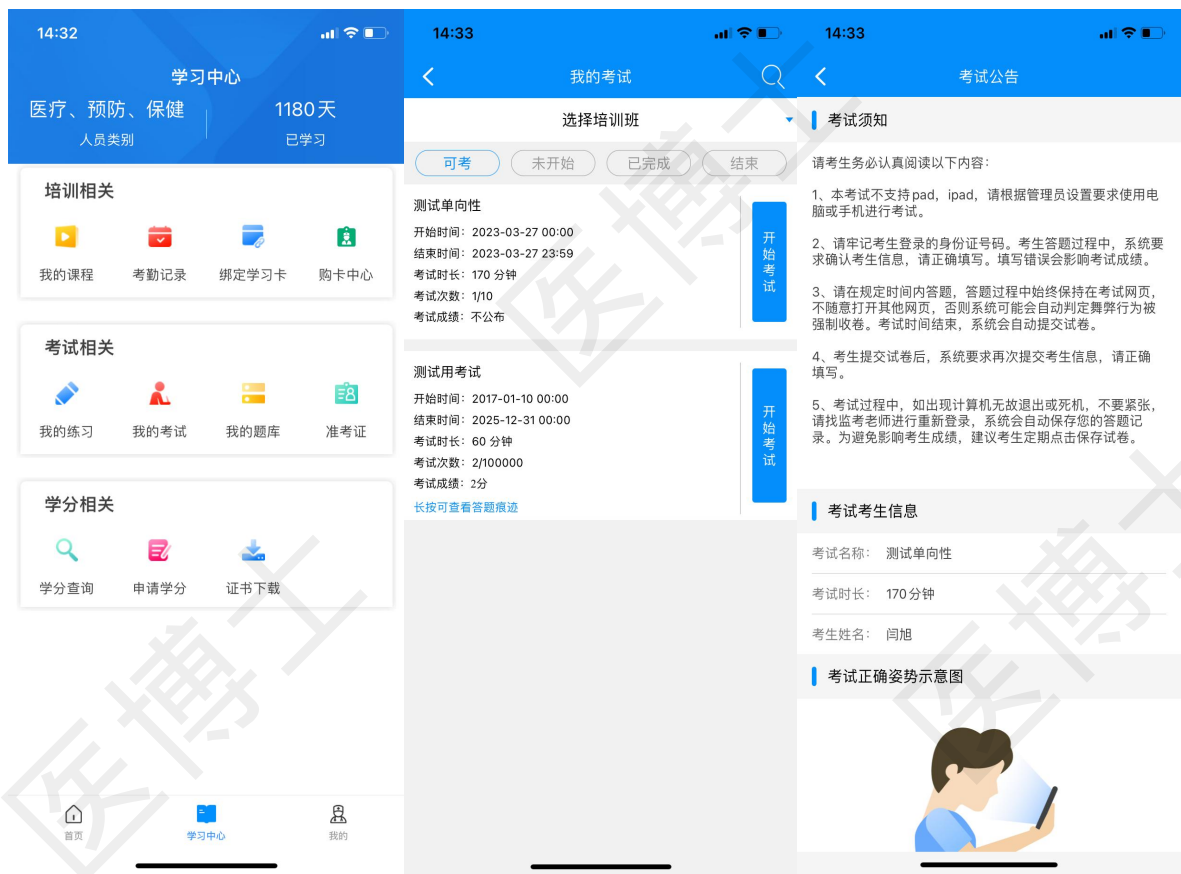 14:32
学习中心
医疗、预防、保健
1180天
人员类别
已学习
培训相关
我的课程
考勤记录
绑定学习卡
购卡中心
考试相关
我的练习
我的考试
我的题库
准考证
学分相关
学分查询
申请学分
证书下载
首页
学习中心
我的
14:33
我的考试
选择培训班
可考
未开始
已完成
结束
测试单向性
开始时间：2023-03-27 00:00
结束时间：2023-03-27 23:59
考试时长：170 分钟
考试次数：1/10
考试成绩：不公布
开始考试
测试用考试
开始时间：2017-01-10 00:00
结束时间：2025-12-31 00:00
考试时长：60 分钟
考试次数：2/100000
考试成绩：2分
长按可查看答题痕迹
开始考试
14:33
考试公告
考试须知
请考生务必认真阅读以下内容：
1、本考试不支持pad，ipad，请根据管理员设置要求使用电
脑或手机进行考试。
2、请牢记考生登录的身份证号码。考生答题过程中，系统要
求确认考生信息，请正确填写。填写错误会影响考试成绩。
3、请在规定时间内答题，答题过程中始终保持在考试网页，
不随意打开其他网页，否则系统可能会自动判定舞弊行为被
强制收卷。考试时间结束，系统会自动提交试卷。
4、考生提交试卷后，系统要求再次提交考生信息，请正确
填写。
5、考试过程中，如出现计算机无故退出或死机，不要紧张，
请找监考老师进行重新登录，系统会自动保存您的答题记
录。为避免影响考生成绩，建议考生定期点击保存试卷。
考试考生信息
考试名称： 测试单向性
考试时长： 170分钟
考生姓名： 闫旭
考试正确姿势示意图
医博士
医博士
医博士